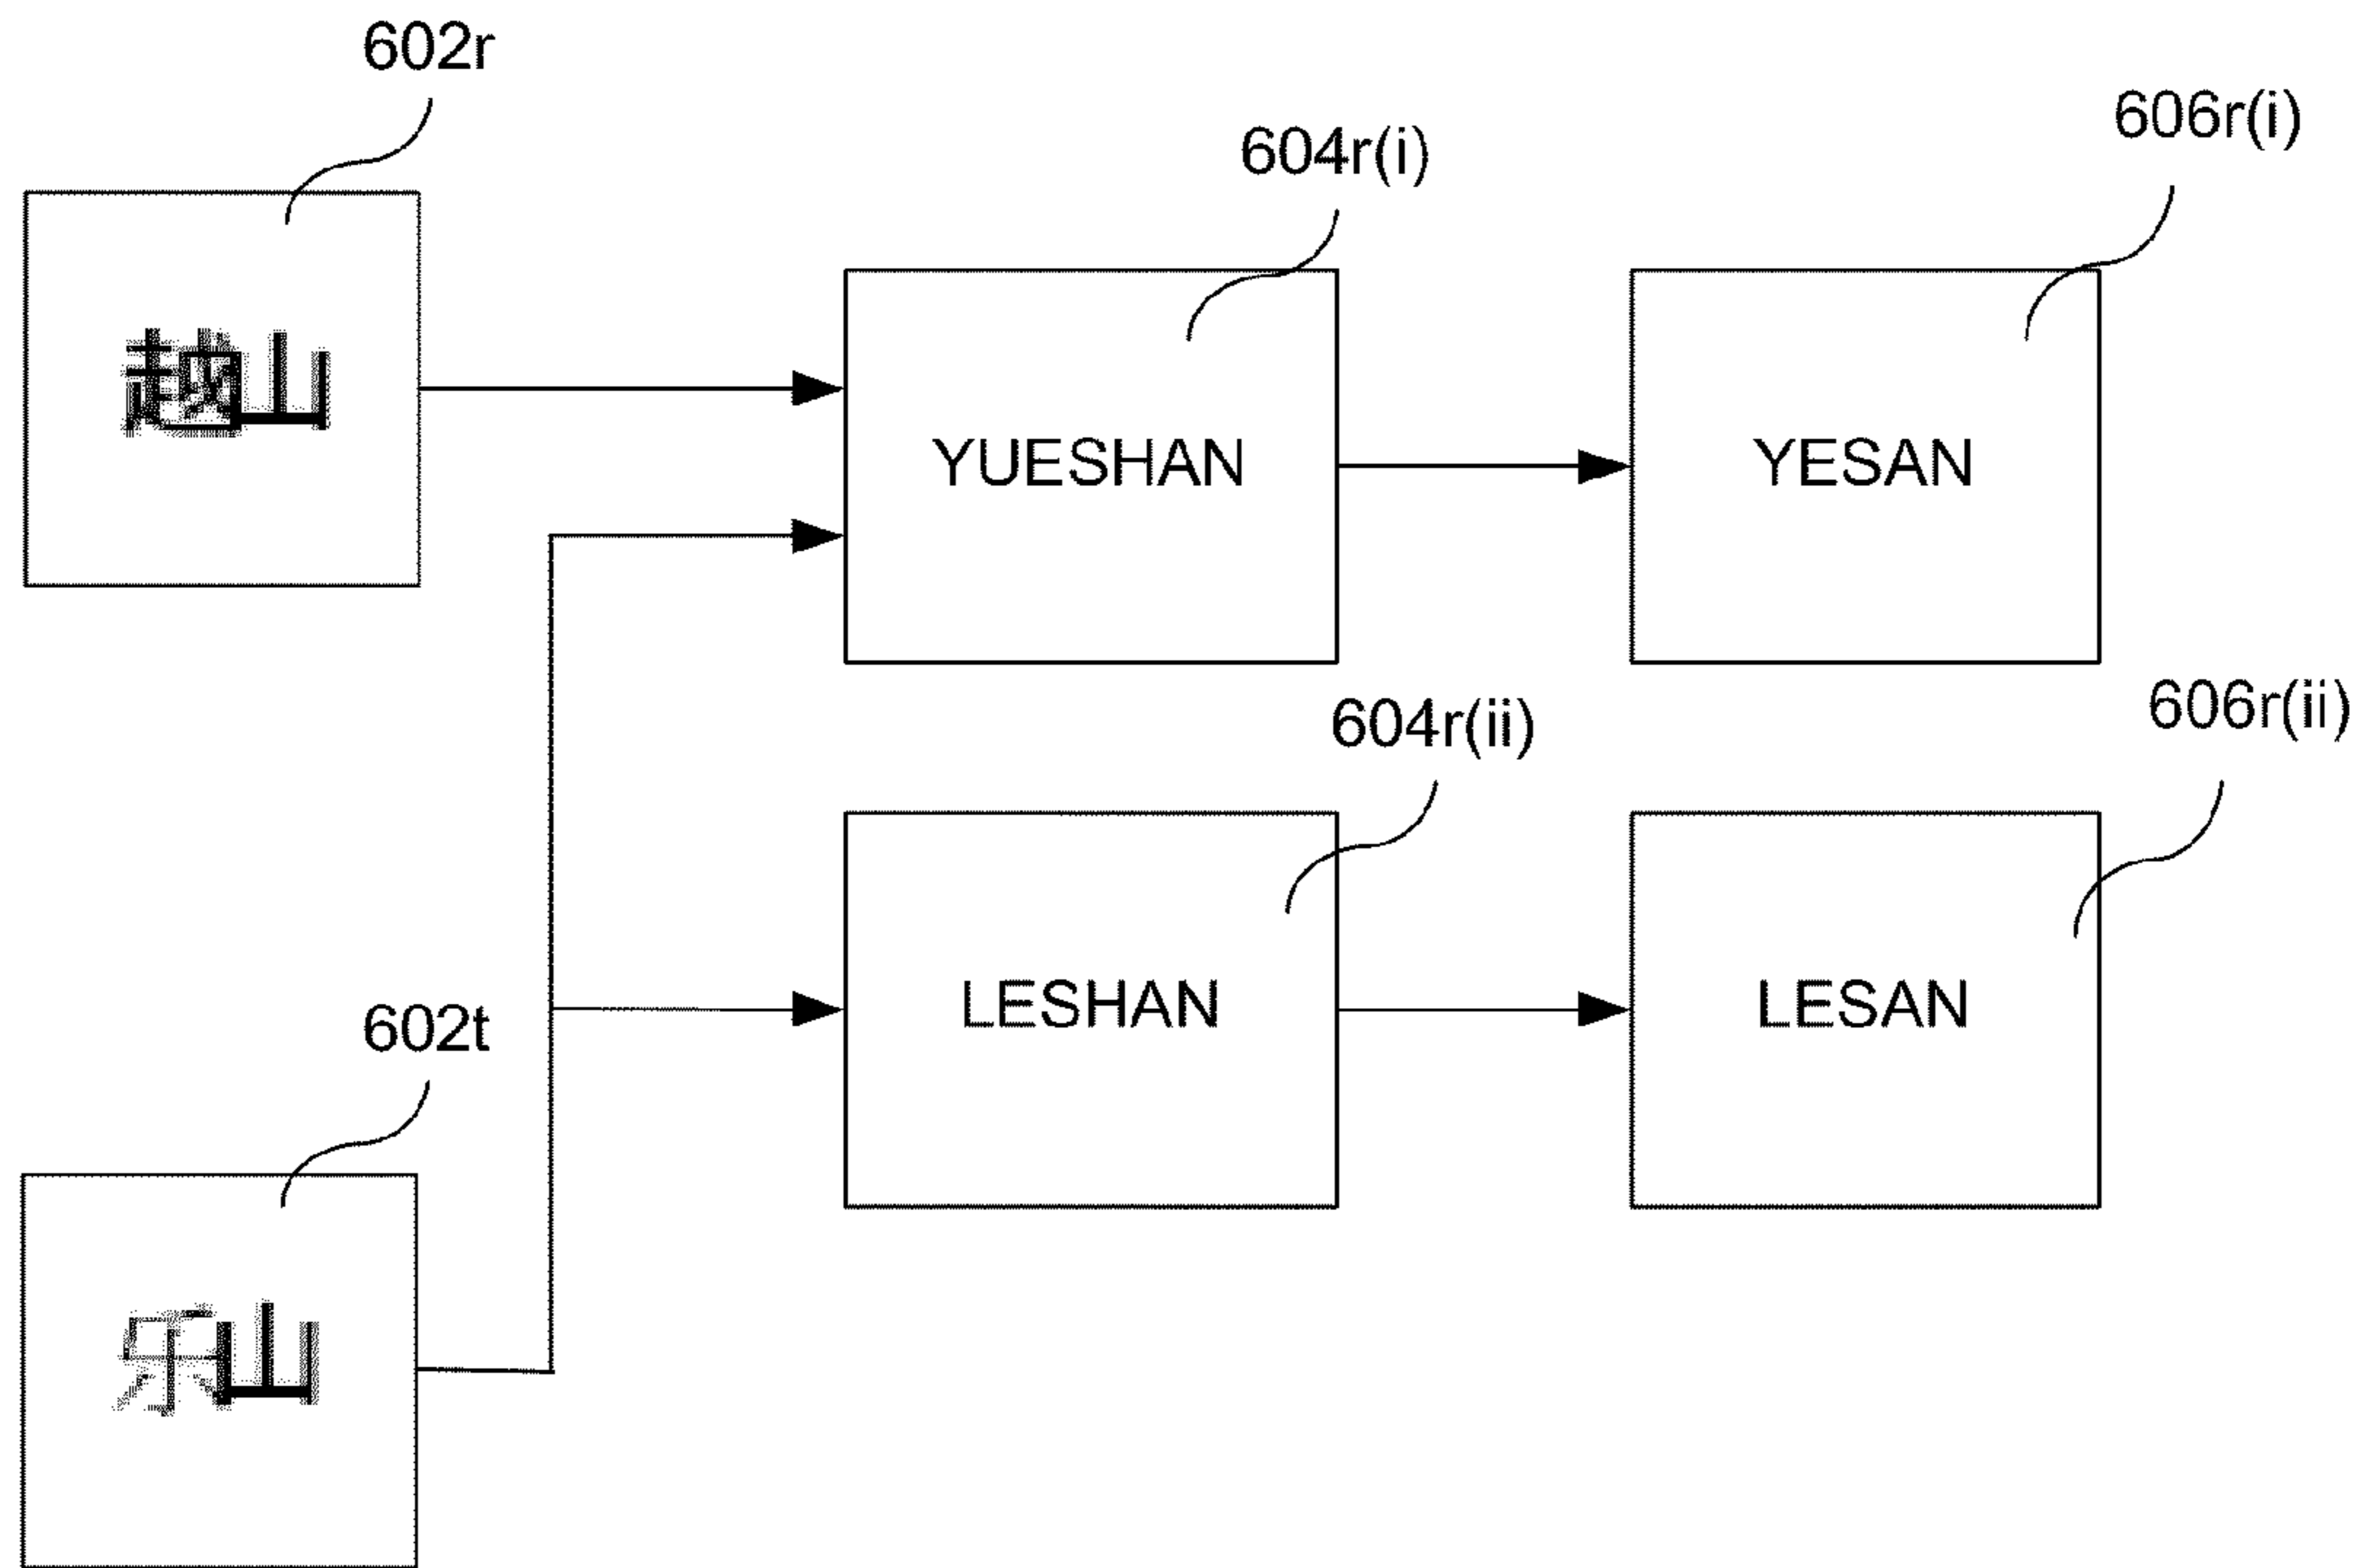 602r
606r(i)
604r(i)
越山
YUESHAN
YESAN
604r(ii)
606r(ii)
LESHAN
LESAN
602t
乐山